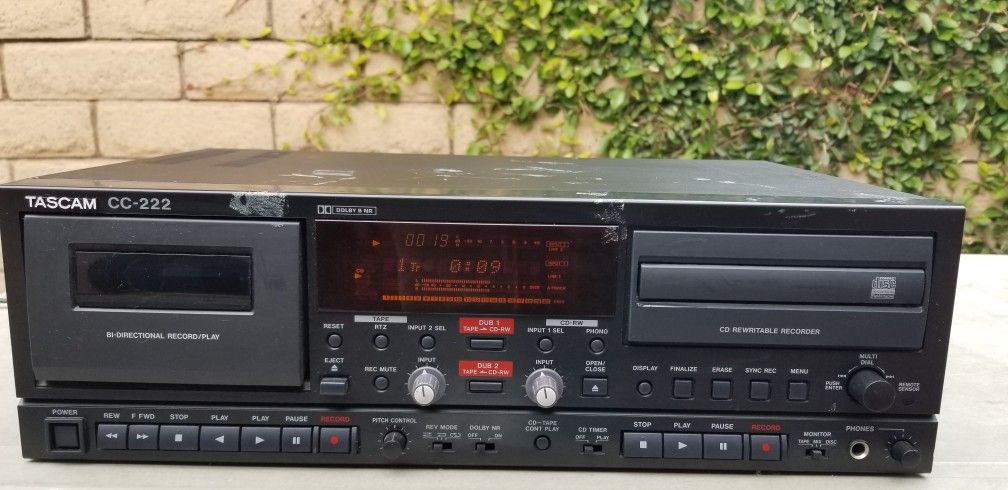 TASCAM CC-222
DOLBY B NR
0019
1 Tr 0:09
BI-DIRECTIONAL RECORD/PLAY
disc
CD REWRITABLE RECORDER
TAPE
CD-RW
RESET
RTZ
INPUT 2 SEL
DUB 1
TAPE CD-RW
INPUT 1 SEL
PHONO
EJECT
REC MUTE
INPUT
DUB 2
TAPE CD-RW
INPUT
OPEN/
CLOSE
DISPLAY
FINALIZE
ERASE
SYNC REC
MENU
MULTI
DIAL
PUSH
ENTER
REMOTE
SENSOR
POWER
REW
F FWD
STOP
PLAY
PLAY
PAUSE
RECORD
PITCH CONTROL
REV MODE
DOLBY NR
OFF ON
CD-TAPE
CONT PLAY
CD TIMER
OFF PLAY
STOP
PLAY
PAUSE
RECORD
MONITOR
TAPE MIX DISC
PHONES